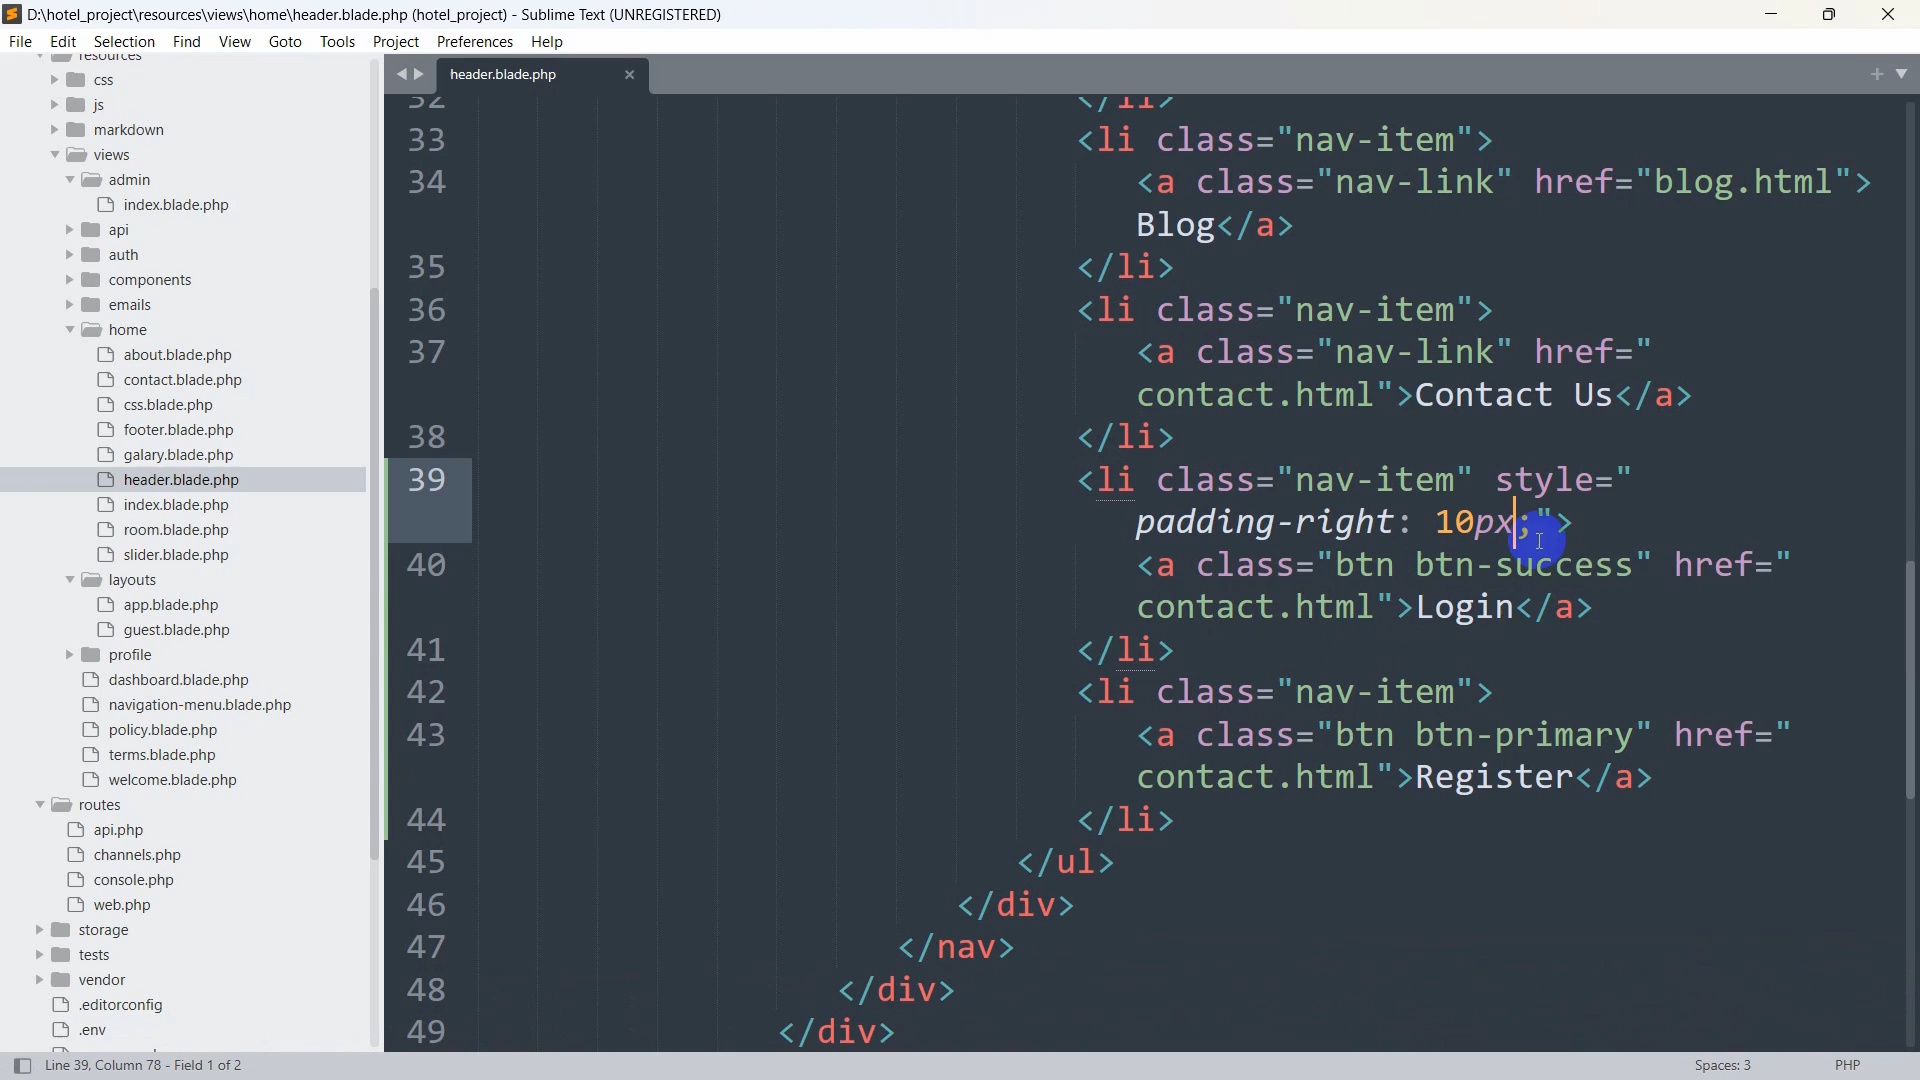 D:\hotel_project\resources\views\home\header.blade.php (hotel_project) - Sublime Text (UNREGISTERED)
File Edit Selection Find View Goto Tools Project Preferences Help
resources
css
js
markdown
views
admin
index.blade.php
api
auth
components
emails
home
about.blade.php
contact.blade.php
css.blade.php
footer.blade.php
galary.blade.php
header.blade.php
index.blade.php
room.blade.php
slider.blade.php
layouts
app.blade.php
guest.blade.php
profile
dashboard.blade.php
navigation-menu.blade.php
policy.blade.php
terms.blade.php
welcome.blade.php
routes
api.php
channels.php
console.php
web.php
storage
tests
vendor
.editorconfig
.env
header.blade.php
32 </li>
33 <li class="nav-item">
34 <a class="nav-link" href="blog.html">
Blog</a>
35 </li>
36 <li class="nav-item">
37 <a class="nav-link" href="
contact.html">Contact Us</a>
38 </li>
39 <li class="nav-item" style="
padding-right: 10px;">
40 <a class="btn btn-success" href="
contact.html">Login</a>
41 </li>
42 <li class="nav-item">
43 <a class="btn btn-primary" href="
contact.html">Register</a>
44 </li>
45 </ul>
46 </div>
47 </nav>
48 </div>
49 </div>
Line 39, Column 78 - Field 1 of 2
Spaces: 3
PHP